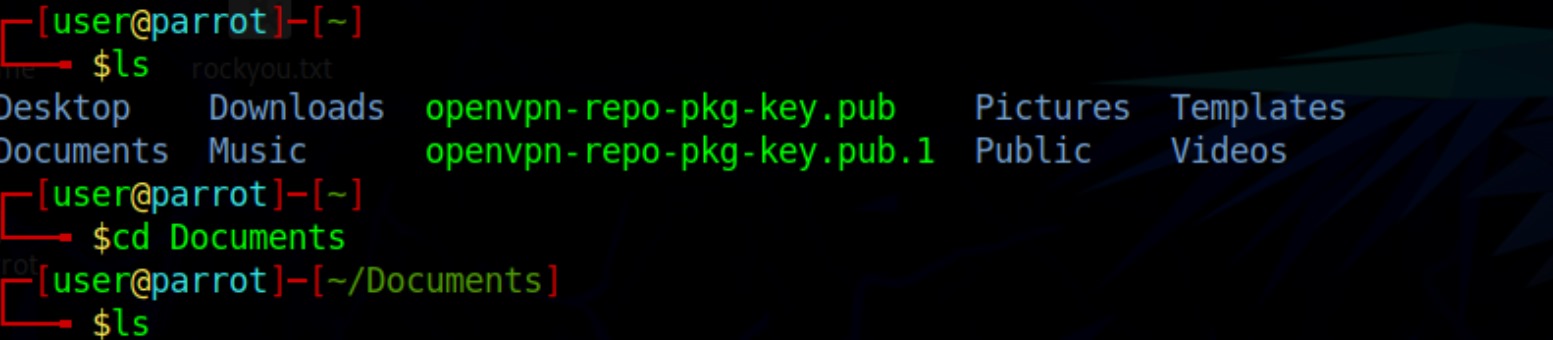 ┌─[user@parrot]─[~]
└──╼ $ls
rockyou.txt
Desktop Downloads openvpn-repo-pkg-key.pub Pictures Templates
Documents Music openvpn-repo-pkg-key.pub.1 Public Videos
┌─[user@parrot]─[~]
└──╼ $cd Documents
┌─[user@parrot]─[~/Documents]
└──╼ $ls